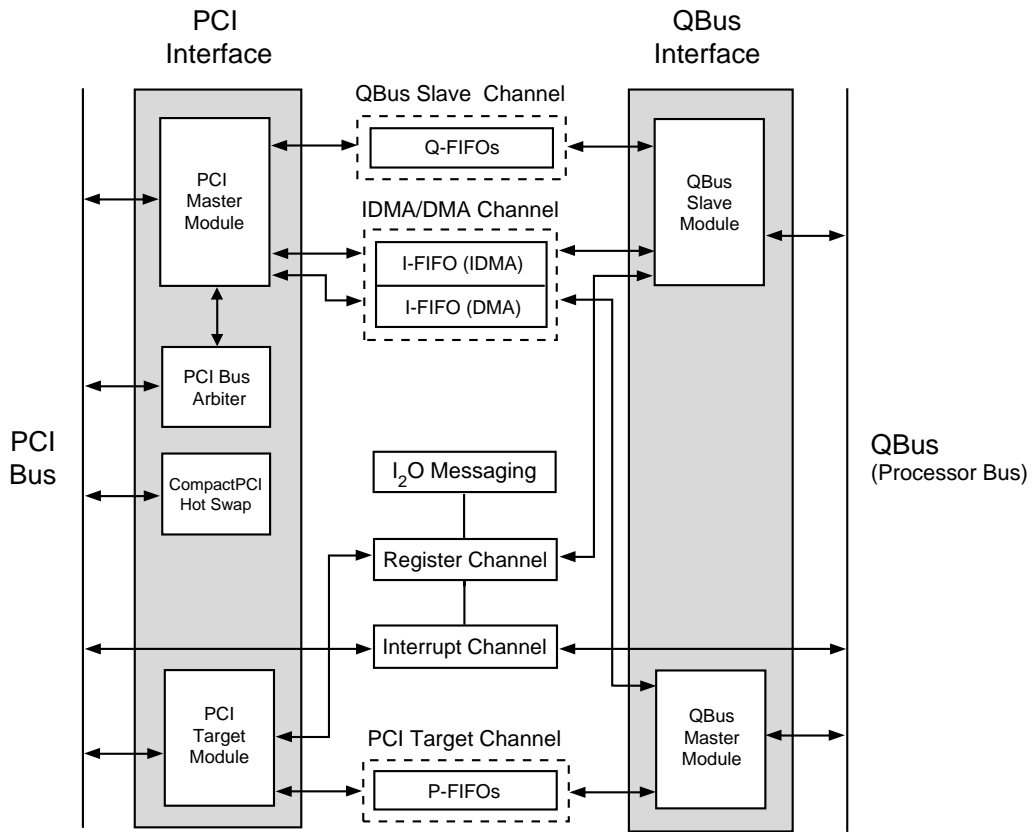 PCI
Interface
QBus
Interface
QBus Slave Channel
Q-FIFOs
PCI
Master
Module
QBus
Slave
Module
IDMA/DMA Channel
I-FIFO (IDMA)
I-FIFO (DMA)
PCI Bus
Arbiter
PCI
Bus
QBus
(Processor Bus)
CompactPCI
Hot Swap
I2O Messaging
Register Channel
Interrupt Channel
PCI
Target
Module
QBus
Master
Module
PCI Target Channel
P-FIFOs